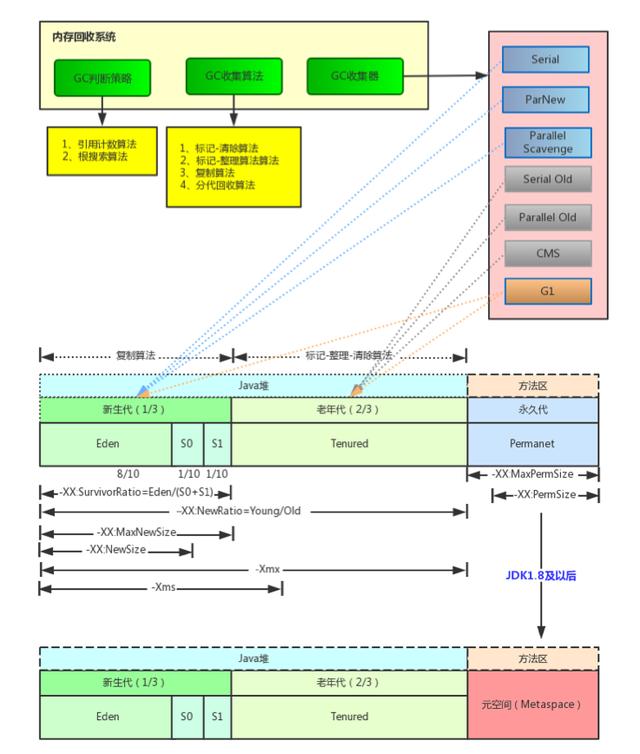 内存回收系统
GC判断策略
GC收集算法
GC收集器
1、引用计数算法
2、根搜索算法
1、标记-清除算法
2、标记-整理算法算法
3、复制算法
4、分代回收算法
Serial
ParNew
Parallel
Scavenge
Serial Old
Parallel Old
CMS
G1
复制算法
标记-整理-清除算法
Java堆
方法区
新生代（1/3）
老年代（2/3）
永久代
Eden
S0
S1
Tenured
Permanet
8/10
1/10
1/10
-XX:MaxPermSize
-XX:SurvivorRatio=Eden/(S0+S1)
-XX:PermSize
--XX:NewRatio=Young/Old
-XX:MaxNewSize
-XX:NewSize
-Xmx
-Xms
JDK1.8及以后
Java堆
方法区
新生代（1/3）
老年代（2/3）
元空间（Metaspace）
Eden
S0
S1
Tenured